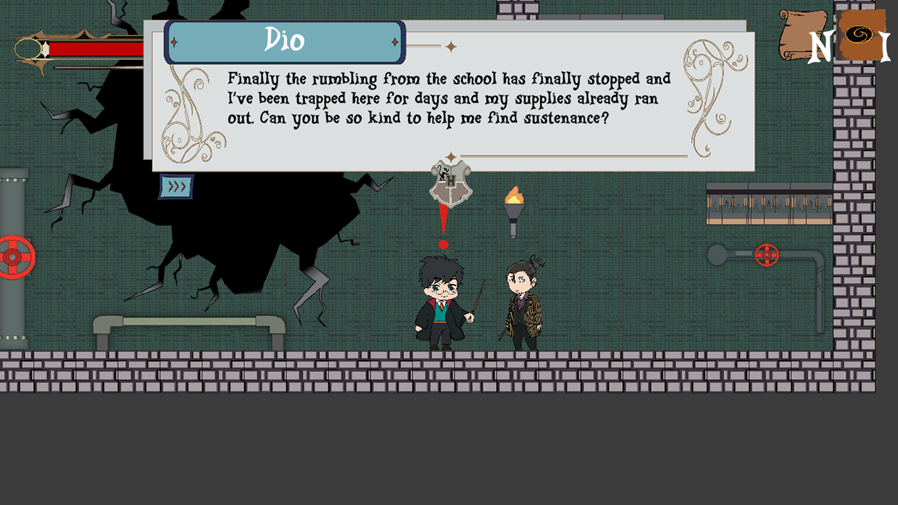 Dio
N I
Finally the rumbling from the school has finally stopped and
I've been trapped here for days and my supplies already ran
out. Can you be so kind to help me find sustenance?
>>>
H